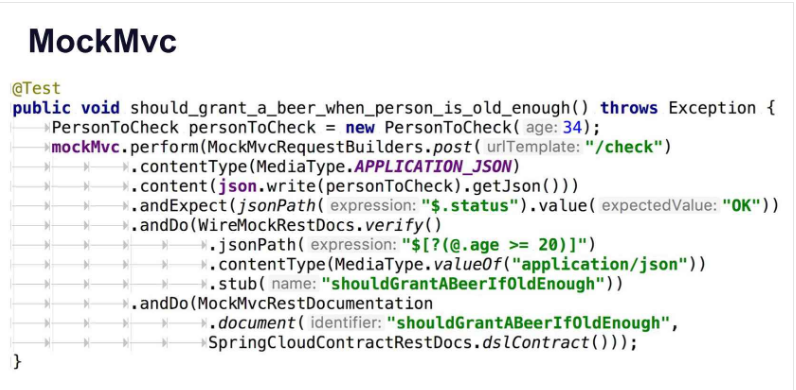 MockMvc
@Test
public void should_grant_a_beer_when_person_is_old_enough() throws Exception {
PersonToCheck personToCheck = new PersonToCheck( age: 34);
mockMvc.perform(MockMvcRequestBuilders.post( urlTemplate: "/check")
.contentType(MediaType.APPLICATION_JSON)
.content(json.write(personToCheck).getJson()))
.andExpect(jsonPath( expression: "$.status").value( expectedValue: "OK"))
.andDo(WireMockRestDocs.verify()
.jsonPath( expression: "$[?(@.age >= 20)]")
.contentType(MediaType.valueOf("application/json"))
.stub( name: "shouldGrantABeerIfOldEnough"))
.andDo(MockMvcRestDocumentation
.document( identifier: "shouldGrantABeerIfOldEnough",
SpringCloudContractRestDocs.dslContract()));
}